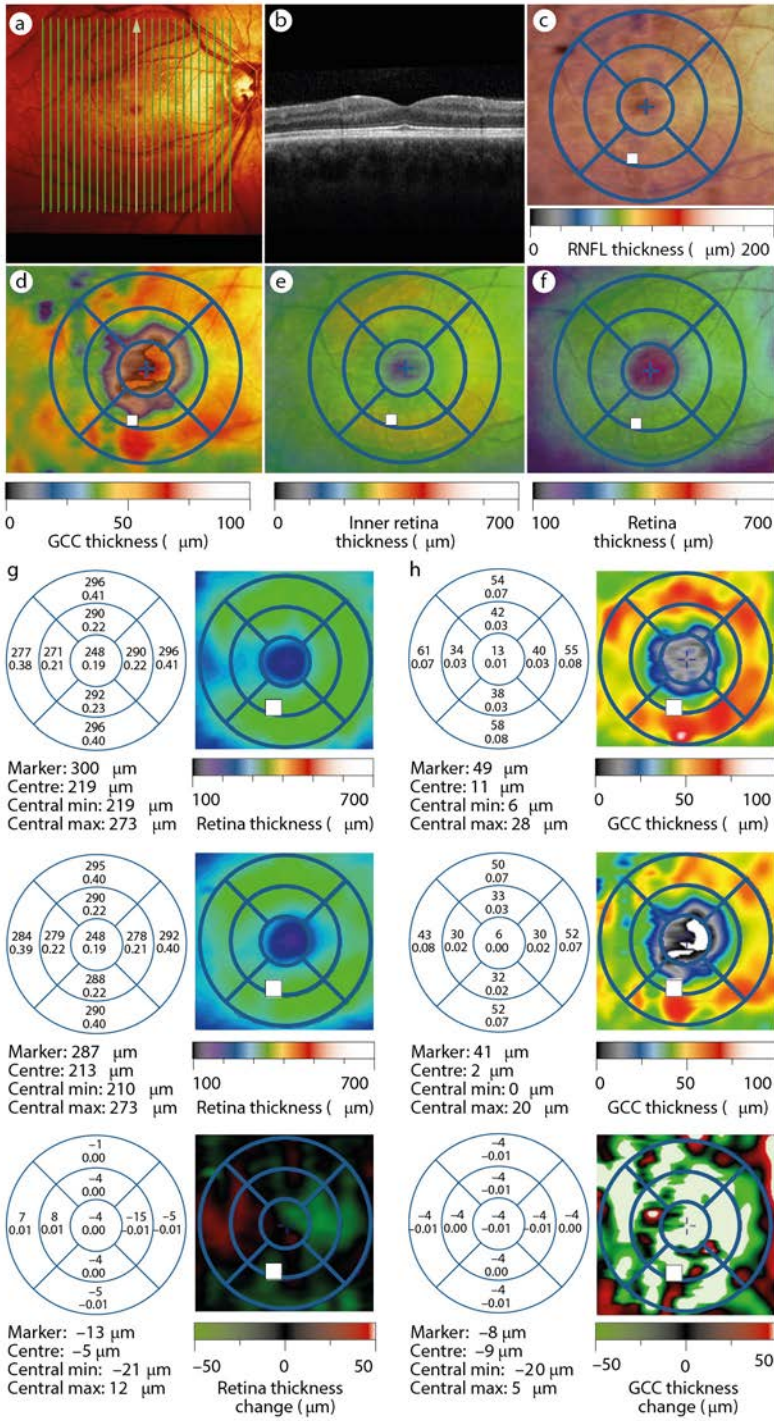 a
b
c
0 RNFL thickness ( μm) 200
d
e
f
0 50 100
GCC thickness ( μm)
0 Inner retina 700
thickness ( μm)
100 Retina 700
thickness ( μm)
g
296
0.41
290
0.22
277 271 248 290 296
0.38 0.21 0.19 0.22 0.41
292
0.23
296
0.40
Marker: 300 μm
Centre: 219 μm
Central min: 219 μm
Central max: 273 μm
100 700
Retina thickness ( μm)
h
54
0.07
42
0.03
61 34 13 40 55
0.07 0.03 0.01 0.03 0.08
38
0.03
58
0.08
Marker: 49 μm
Centre: 11 μm
Central min: 6 μm
Central max: 28 μm
0 50 100
GCC thickness ( μm)
295
0.40
290
0.22
284 279 248 278 292
0.39 0.22 0.19 0.21 0.40
288
0.22
290
0.40
Marker: 287 μm
Centre: 213 μm
Central min: 210 μm
Central max: 273 μm
100 700
Retina thickness ( μm)
50
0.07
33
0.03
43 30 6 30 52
0.08 0.02 0.00 0.02 0.07
32
0.02
52
0.07
Marker: 41 μm
Centre: 2 μm
Central min: 0 μm
Central max: 20 μm
0 50 100
GCC thickness ( μm)
–1
0.00
–4
0.00
7 8 –4 –15 –5
0.01 0.01 0.00 –0.01 –0.01
–4
0.00
–5
–0.01
Marker: –13 μm
Centre: –5 μm
Central min: –21 μm
Central max: 12 μm
–50 0 50
Retina thickness
change (μm)
–4
–0.01
–4
–0.01
–4 –4 –4 –4 –4
–0.01 –0.00 –0.01 –0.01 0.00
–4
0.00
–4
–0.01
Marker: –8 μm
Centre: –9 μm
Central min: –20 μm
Central max: 5 μm
–50 0 50
GCC thickness
change (μm)